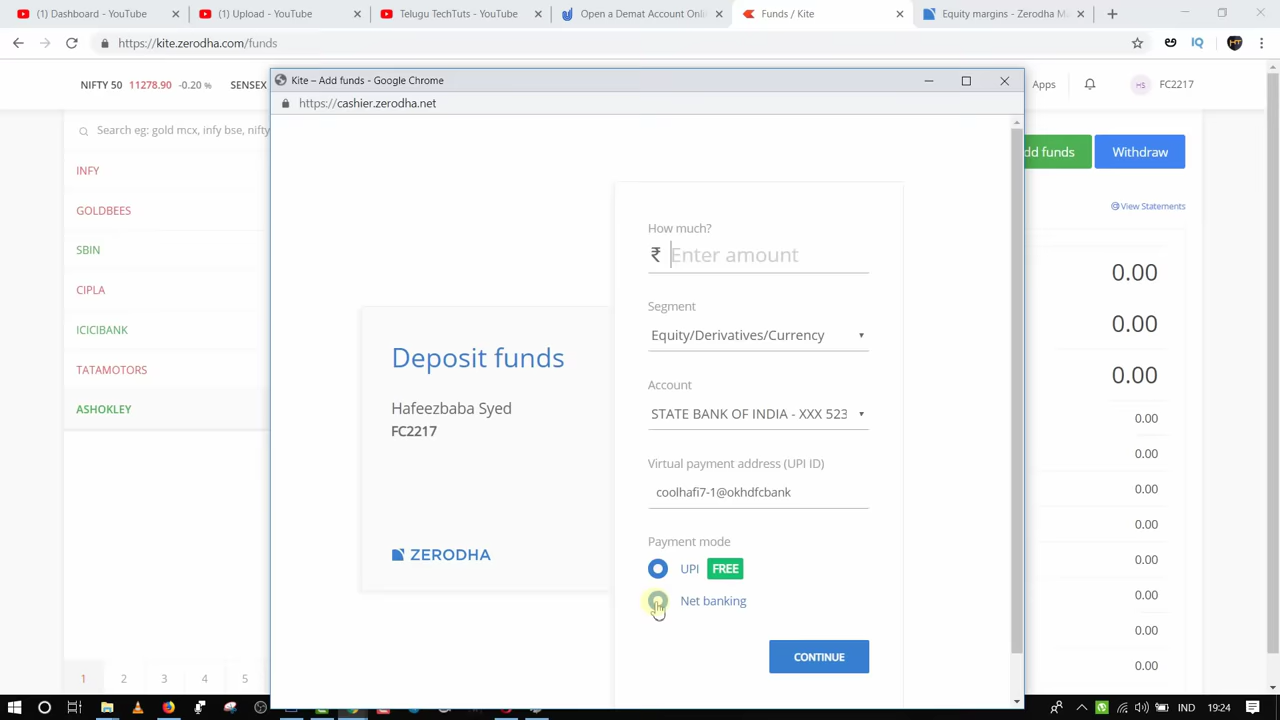 (1) Dashboard - YouTube
(1) Upload - YouTube
Telugu TechTuts - YouTube
Open a Demat Account Online
Funds / Kite
Equity margins - Zerodha Ma
https://kite.zerodha.com/funds
NIFTY 50 11278.90 -0.20 %
SENSEX
Apps
HS
FC2217
Kite – Add funds - Google Chrome
https://cashier.zerodha.net
Search eg: gold mcx, infy bse, nifty
INFY
GOLDBEES
SBIN
CIPLA
ICICIBANK
TATAMOTORS
ASHOKLEY
1 2 3 4 5
Deposit funds
Hafeezbaba Syed
FC2217
ZERODHA
How much?
₹ Enter amount
Segment
Equity/Derivatives/Currency
Account
STATE BANK OF INDIA - XXX 523
Virtual payment address (UPI ID)
coolhafi7-1@okhdfcbank
Payment mode
UPI FREE
Net banking
CONTINUE
dd funds
Withdraw
View Statements
0.00
0.00
0.00
0.00
0.00
0.00
0.00
0.00
0.00
0.00
0.00
IND
19:24